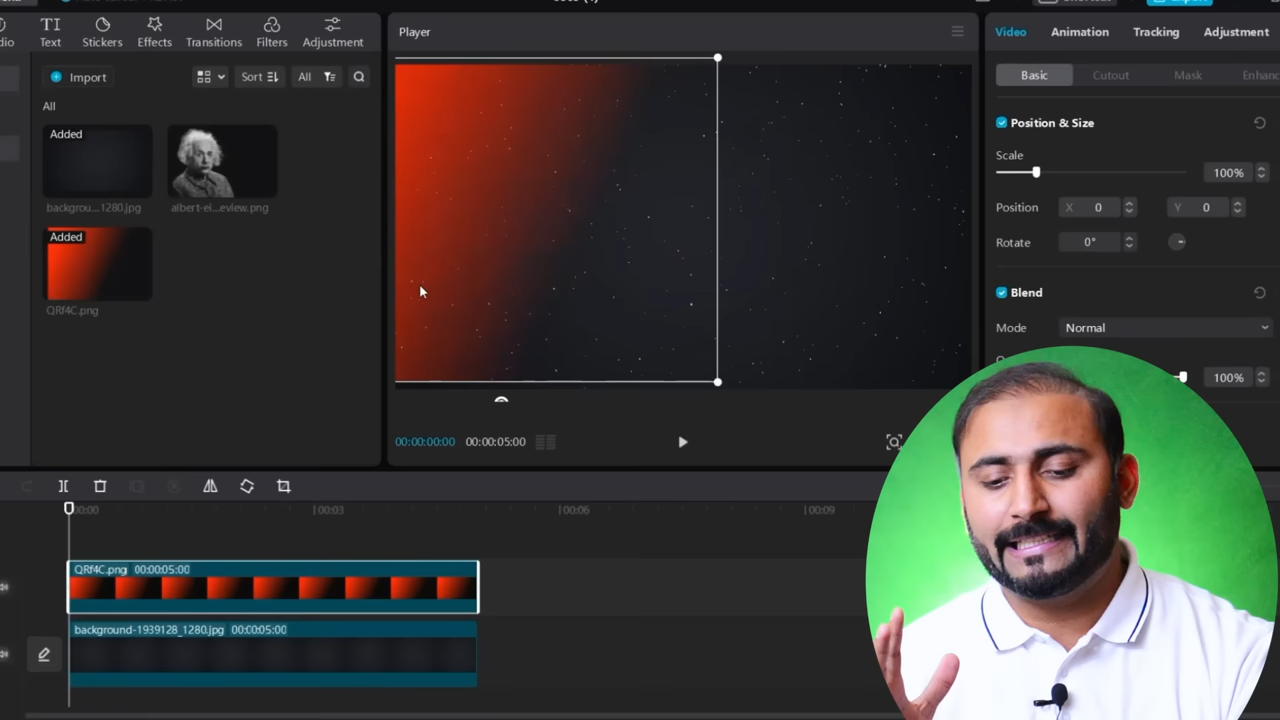 Text
Stickers
Effects
Transitions
Filters
Adjustment
Import
Sort
All
All
Added
backgrou...1280.jpg
albert-ei...eview.png
Added
QRf4C.png
Player
00:00:00:00
00:00:05:00
Video
Animation
Tracking
Adjustment
Basic
Cutout
Mask
Position & Size
Scale
100%
Position
X 0
Y 0
Rotate
0°
Blend
Mode
Normal
100%
00:00
00:03
00:06
00:09
QRf4C.png 00:00:05:00
background-1939128_1280.jpg 00:00:05:00